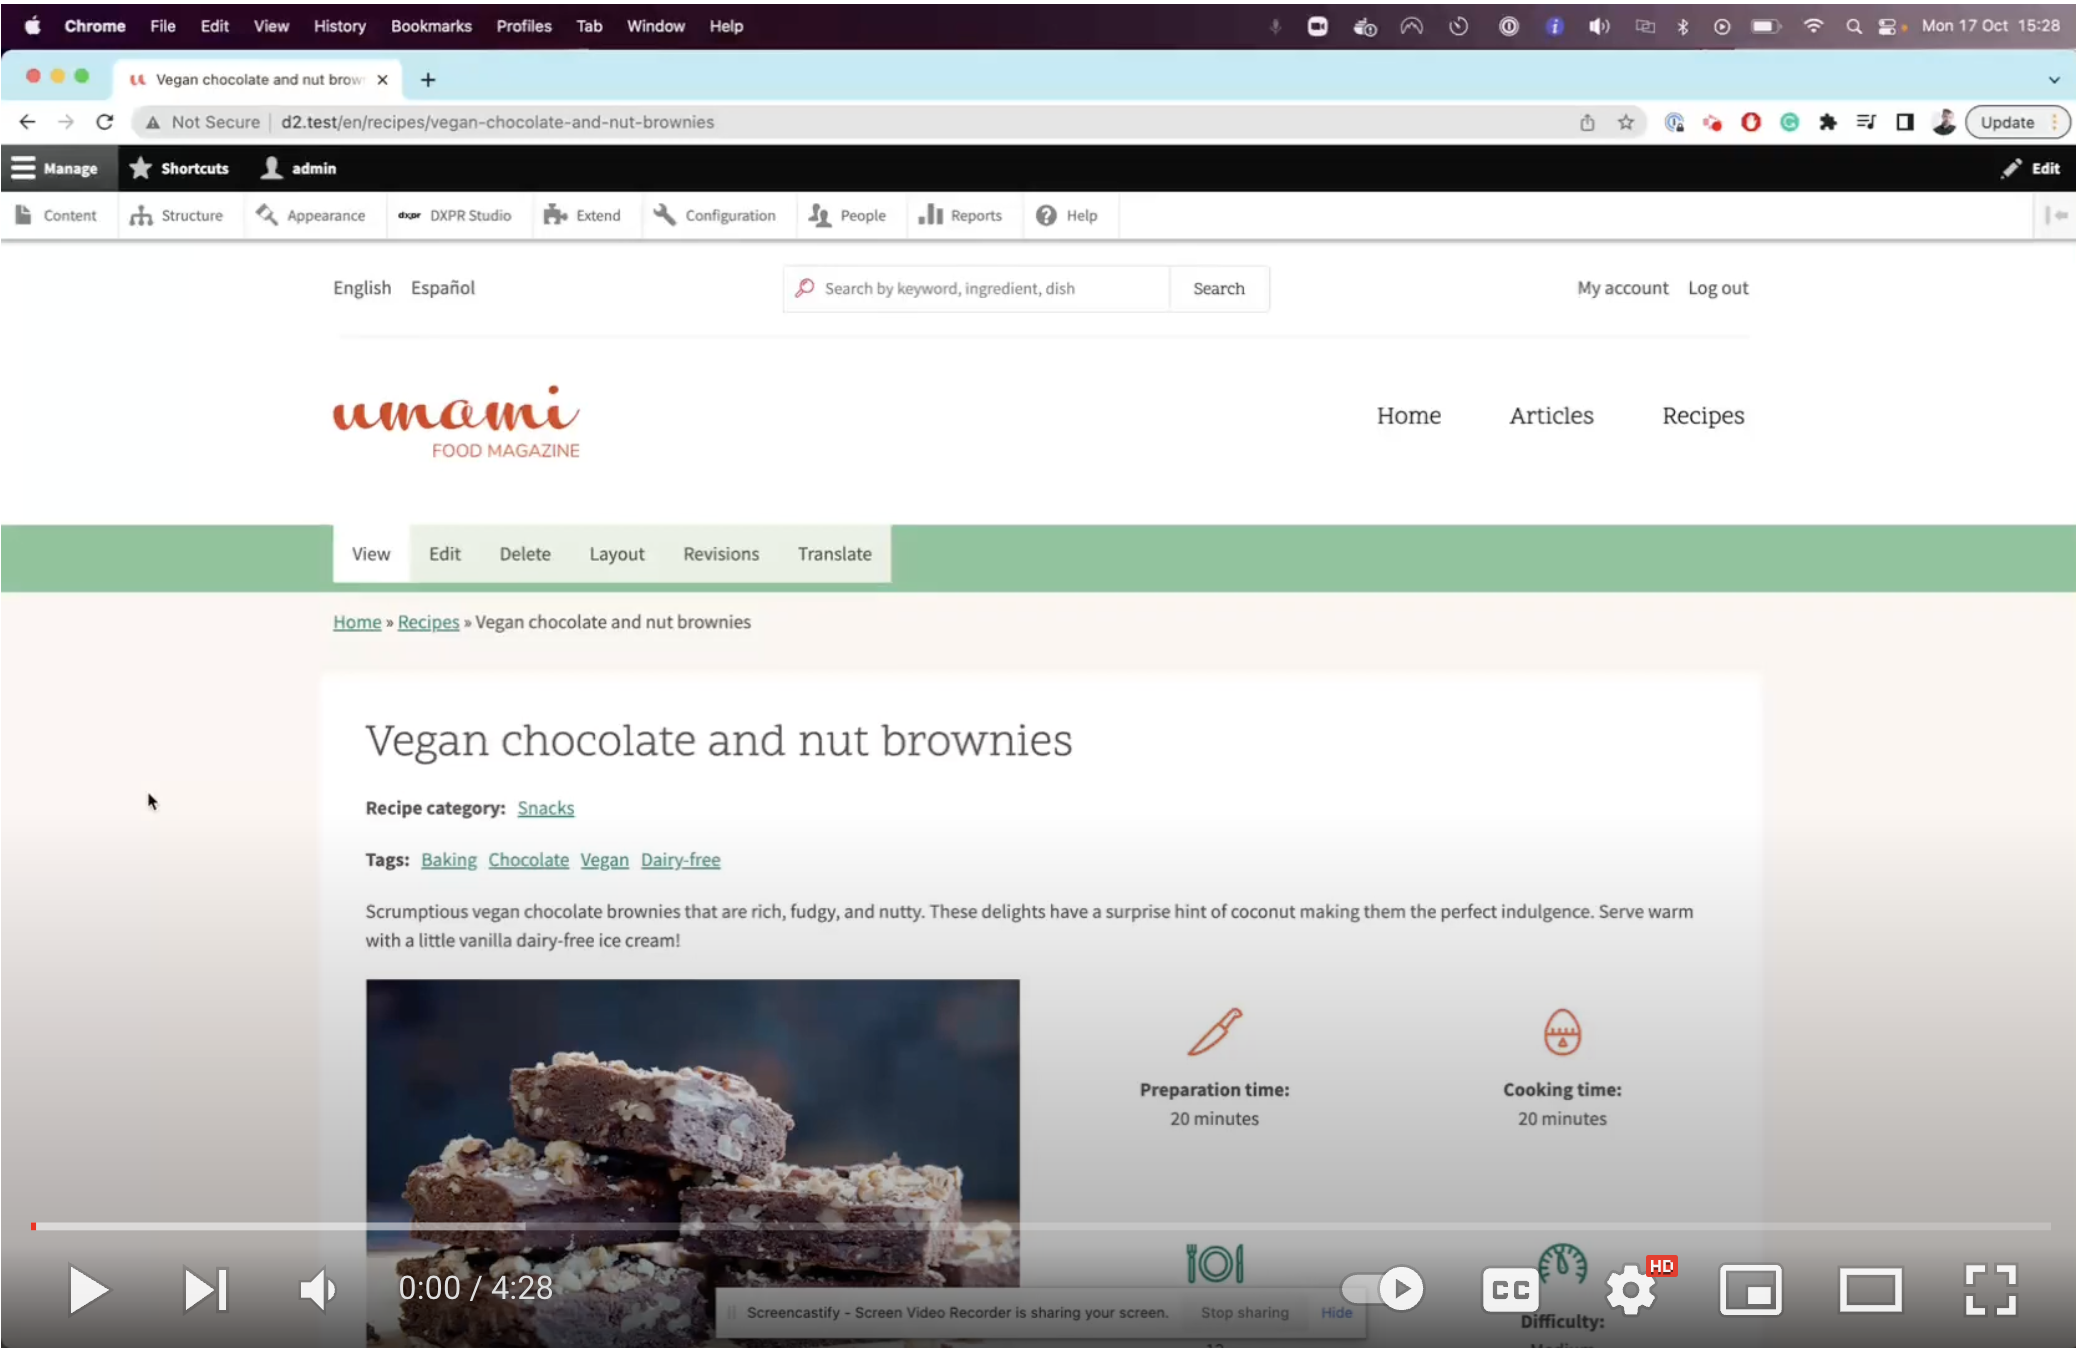 Chrome File Edit View History Bookmarks Profiles Tab Window Help Mon 17 Oct 15:28
Vegan chocolate and nut brow
Not Secure d2.test/en/recipes/vegan-chocolate-and-nut-brownies Update
Manage Shortcuts admin Edit
Content Structure Appearance dxpr DXPR Studio Extend Configuration People Reports Help
English Español Search by keyword, ingredient, dish Search My account Log out
umami
FOOD MAGAZINE
Home Articles Recipes
View Edit Delete Layout Revisions Translate
Home » Recipes » Vegan chocolate and nut brownies
Vegan chocolate and nut brownies
Recipe category: Snacks
Tags: Baking Chocolate Vegan Dairy-free
Scrumptious vegan chocolate brownies that are rich, fudgy, and nutty. These delights have a surprise hint of coconut making them the perfect indulgence. Serve warm
with a little vanilla dairy-free ice cream!
Preparation time: Cooking time:
20 minutes 20 minutes
0:00 / 4:28 CC HD
Screencastify - Screen Video Recorder is sharing your screen. Stop sharing Hide
Difficulty: